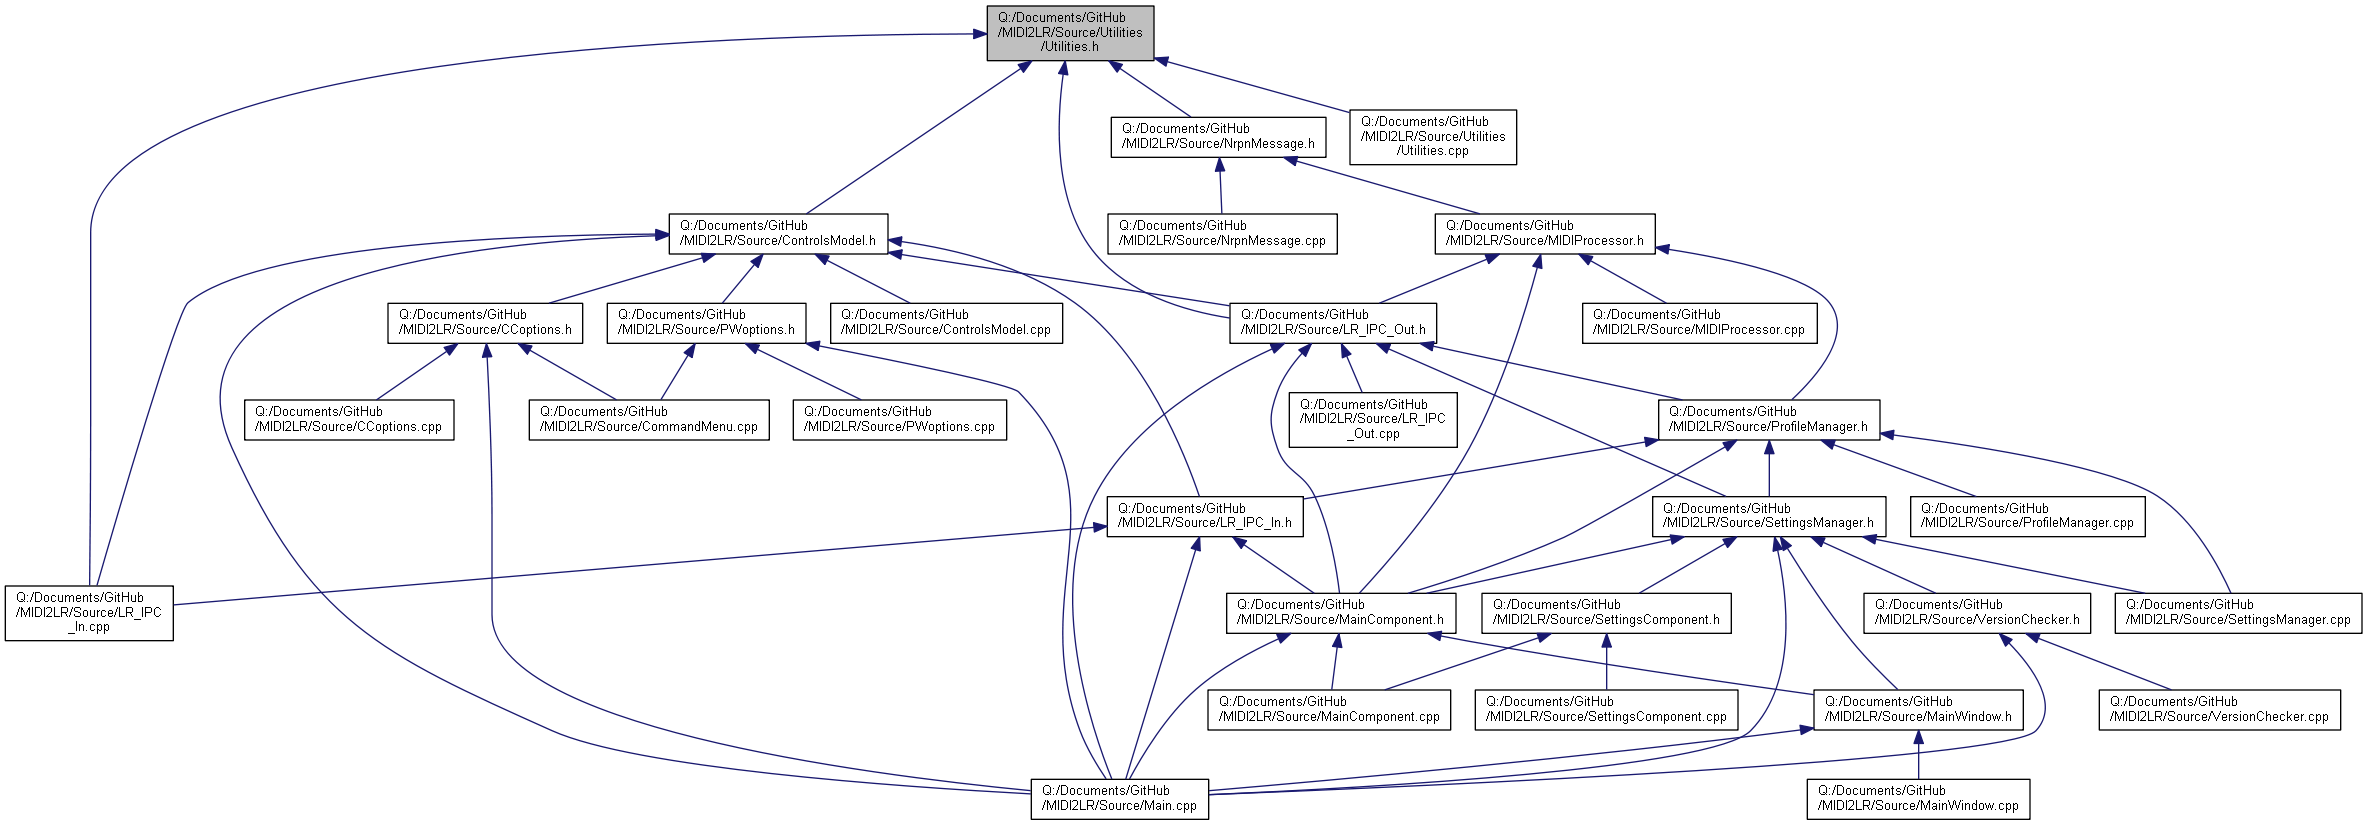 Q:/Documents/GitHub
/MIDI2LR/Source/Utilities
/Utilities.h
Q:/Documents/GitHub
/MIDI2LR/Source/NrpnMessage.h
Q:/Documents/GitHub
/MIDI2LR/Source/Utilities
/Utilities.cpp
Q:/Documents/GitHub
/MIDI2LR/Source/ControlsModel.h
Q:/Documents/GitHub
/MIDI2LR/Source/NrpnMessage.cpp
Q:/Documents/GitHub
/MIDI2LR/Source/MIDIProcessor.h
Q:/Documents/GitHub
/MIDI2LR/Source/CCoptions.h
Q:/Documents/GitHub
/MIDI2LR/Source/PWoptions.h
Q:/Documents/GitHub
/MIDI2LR/Source/ControlsModel.cpp
Q:/Documents/GitHub
/MIDI2LR/Source/LR_IPC_Out.h
Q:/Documents/GitHub
/MIDI2LR/Source/MIDIProcessor.cpp
Q:/Documents/GitHub
/MIDI2LR/Source/CCoptions.cpp
Q:/Documents/GitHub
/MIDI2LR/Source/CommandMenu.cpp
Q:/Documents/GitHub
/MIDI2LR/Source/PWoptions.cpp
Q:/Documents/GitHub
/MIDI2LR/Source/LR_IPC
_Out.cpp
Q:/Documents/GitHub
/MIDI2LR/Source/ProfileManager.h
Q:/Documents/GitHub
/MIDI2LR/Source/LR_IPC_In.h
Q:/Documents/GitHub
/MIDI2LR/Source/SettingsManager.h
Q:/Documents/GitHub
/MIDI2LR/Source/ProfileManager.cpp
Q:/Documents/GitHub
/MIDI2LR/Source/LR_IPC
_In.cpp
Q:/Documents/GitHub
/MIDI2LR/Source/MainComponent.h
Q:/Documents/GitHub
/MIDI2LR/Source/SettingsComponent.h
Q:/Documents/GitHub
/MIDI2LR/Source/VersionChecker.h
Q:/Documents/GitHub
/MIDI2LR/Source/SettingsManager.cpp
Q:/Documents/GitHub
/MIDI2LR/Source/MainComponent.cpp
Q:/Documents/GitHub
/MIDI2LR/Source/SettingsComponent.cpp
Q:/Documents/GitHub
/MIDI2LR/Source/MainWindow.h
Q:/Documents/GitHub
/MIDI2LR/Source/VersionChecker.cpp
Q:/Documents/GitHub
/MIDI2LR/Source/Main.cpp
Q:/Documents/GitHub
/MIDI2LR/Source/MainWindow.cpp